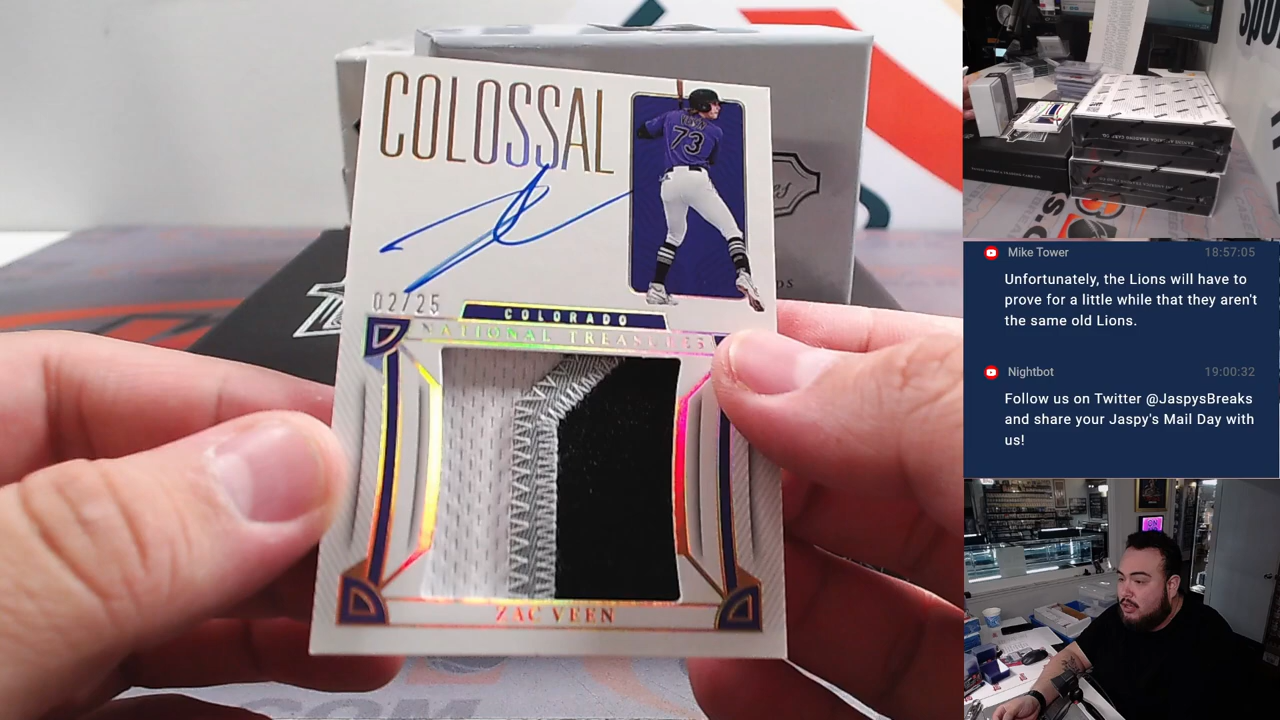 COLOSSAL
VEEN
73
02/25
COLORADO
NATIONAL TREASURES
ZAC VEEN
Mike Tower 18:57:05
Unfortunately, the Lions will have to
prove for a little while that they aren't
the same old Lions.
Nightbot 19:00:32
Follow us on Twitter @JaspysBreaks
and share your Jaspy's Mail Day with
us!